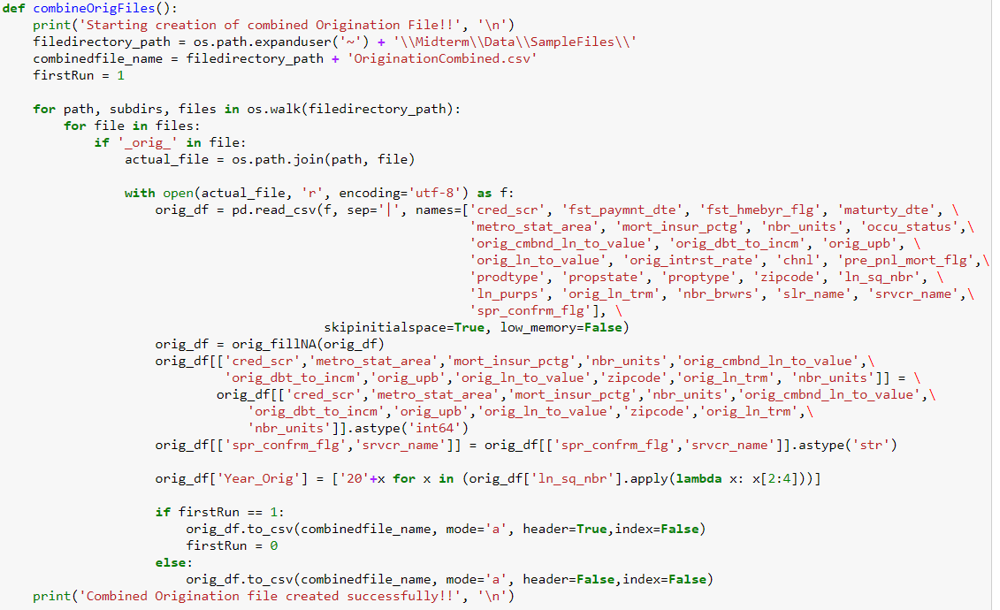 def combineOrigFiles():
    print('Starting creation of combined Origination File!!', '\n')
    filedirectory_path = os.path.expanduser('~') + '\\Midterm\\Data\\SampleFiles\\'
    combinedfile_name = filedirectory_path + 'OriginationCombined.csv'
    firstRun = 1

    for path, subdirs, files in os.walk(filedirectory_path):
        for file in files:
            if '_orig_' in file:
                actual_file = os.path.join(path, file)

                with open(actual_file, 'r', encoding='utf-8') as f:
                    orig_df = pd.read_csv(f, sep='|', names=['cred_scr', 'fst_paymnt_dte', 'fst_hmebyr_flg', 'maturty_dte', \
                                                             'metro_stat_area', 'mort_insur_pctg', 'nbr_units', 'occu_status',\
                                                             'orig_cmbnd_ln_to_value', 'orig_dbt_to_incm', 'orig_upb', \
                                                             'orig_ln_to_value', 'orig_intrst_rate', 'chnl', 'pre_pnl_mort_flg',\
                                                             'prodtype', 'propstate', 'proptype', 'zipcode', 'ln_sq_nbr', \
                                                             'ln_purps', 'orig_ln_trm', 'nbr_brwrs', 'slr_name', 'srvcr_name',\
                                                             'spr_confrm_flg'], \
                                          skipinitialspace=True, low_memory=False)
                    orig_df = orig_fillNA(orig_df)
                    orig_df[['cred_scr','metro_stat_area','mort_insur_pctg','nbr_units','orig_cmbnd_ln_to_value',\
                             'orig_dbt_to_incm','orig_upb','orig_ln_to_value','zipcode','orig_ln_trm', 'nbr_units']] = \
                            orig_df[['cred_scr','metro_stat_area','mort_insur_pctg','nbr_units','orig_cmbnd_ln_to_value',\
                                'orig_dbt_to_incm','orig_upb','orig_ln_to_value','zipcode','orig_ln_trm',\
                                'nbr_units']].astype('int64')
                    orig_df[['spr_confrm_flg','srvcr_name']] = orig_df[['spr_confrm_flg','srvcr_name']].astype('str')

                    orig_df['Year_Orig'] = ['20'+x for x in (orig_df['ln_sq_nbr'].apply(lambda x: x[2:4]))]

                    if firstRun == 1:
                        orig_df.to_csv(combinedfile_name, mode='a', header=True,index=False)
                        firstRun = 0
                    else:
                        orig_df.to_csv(combinedfile_name, mode='a', header=False,index=False)
    print('Combined Origination file created successfully!!', '\n')